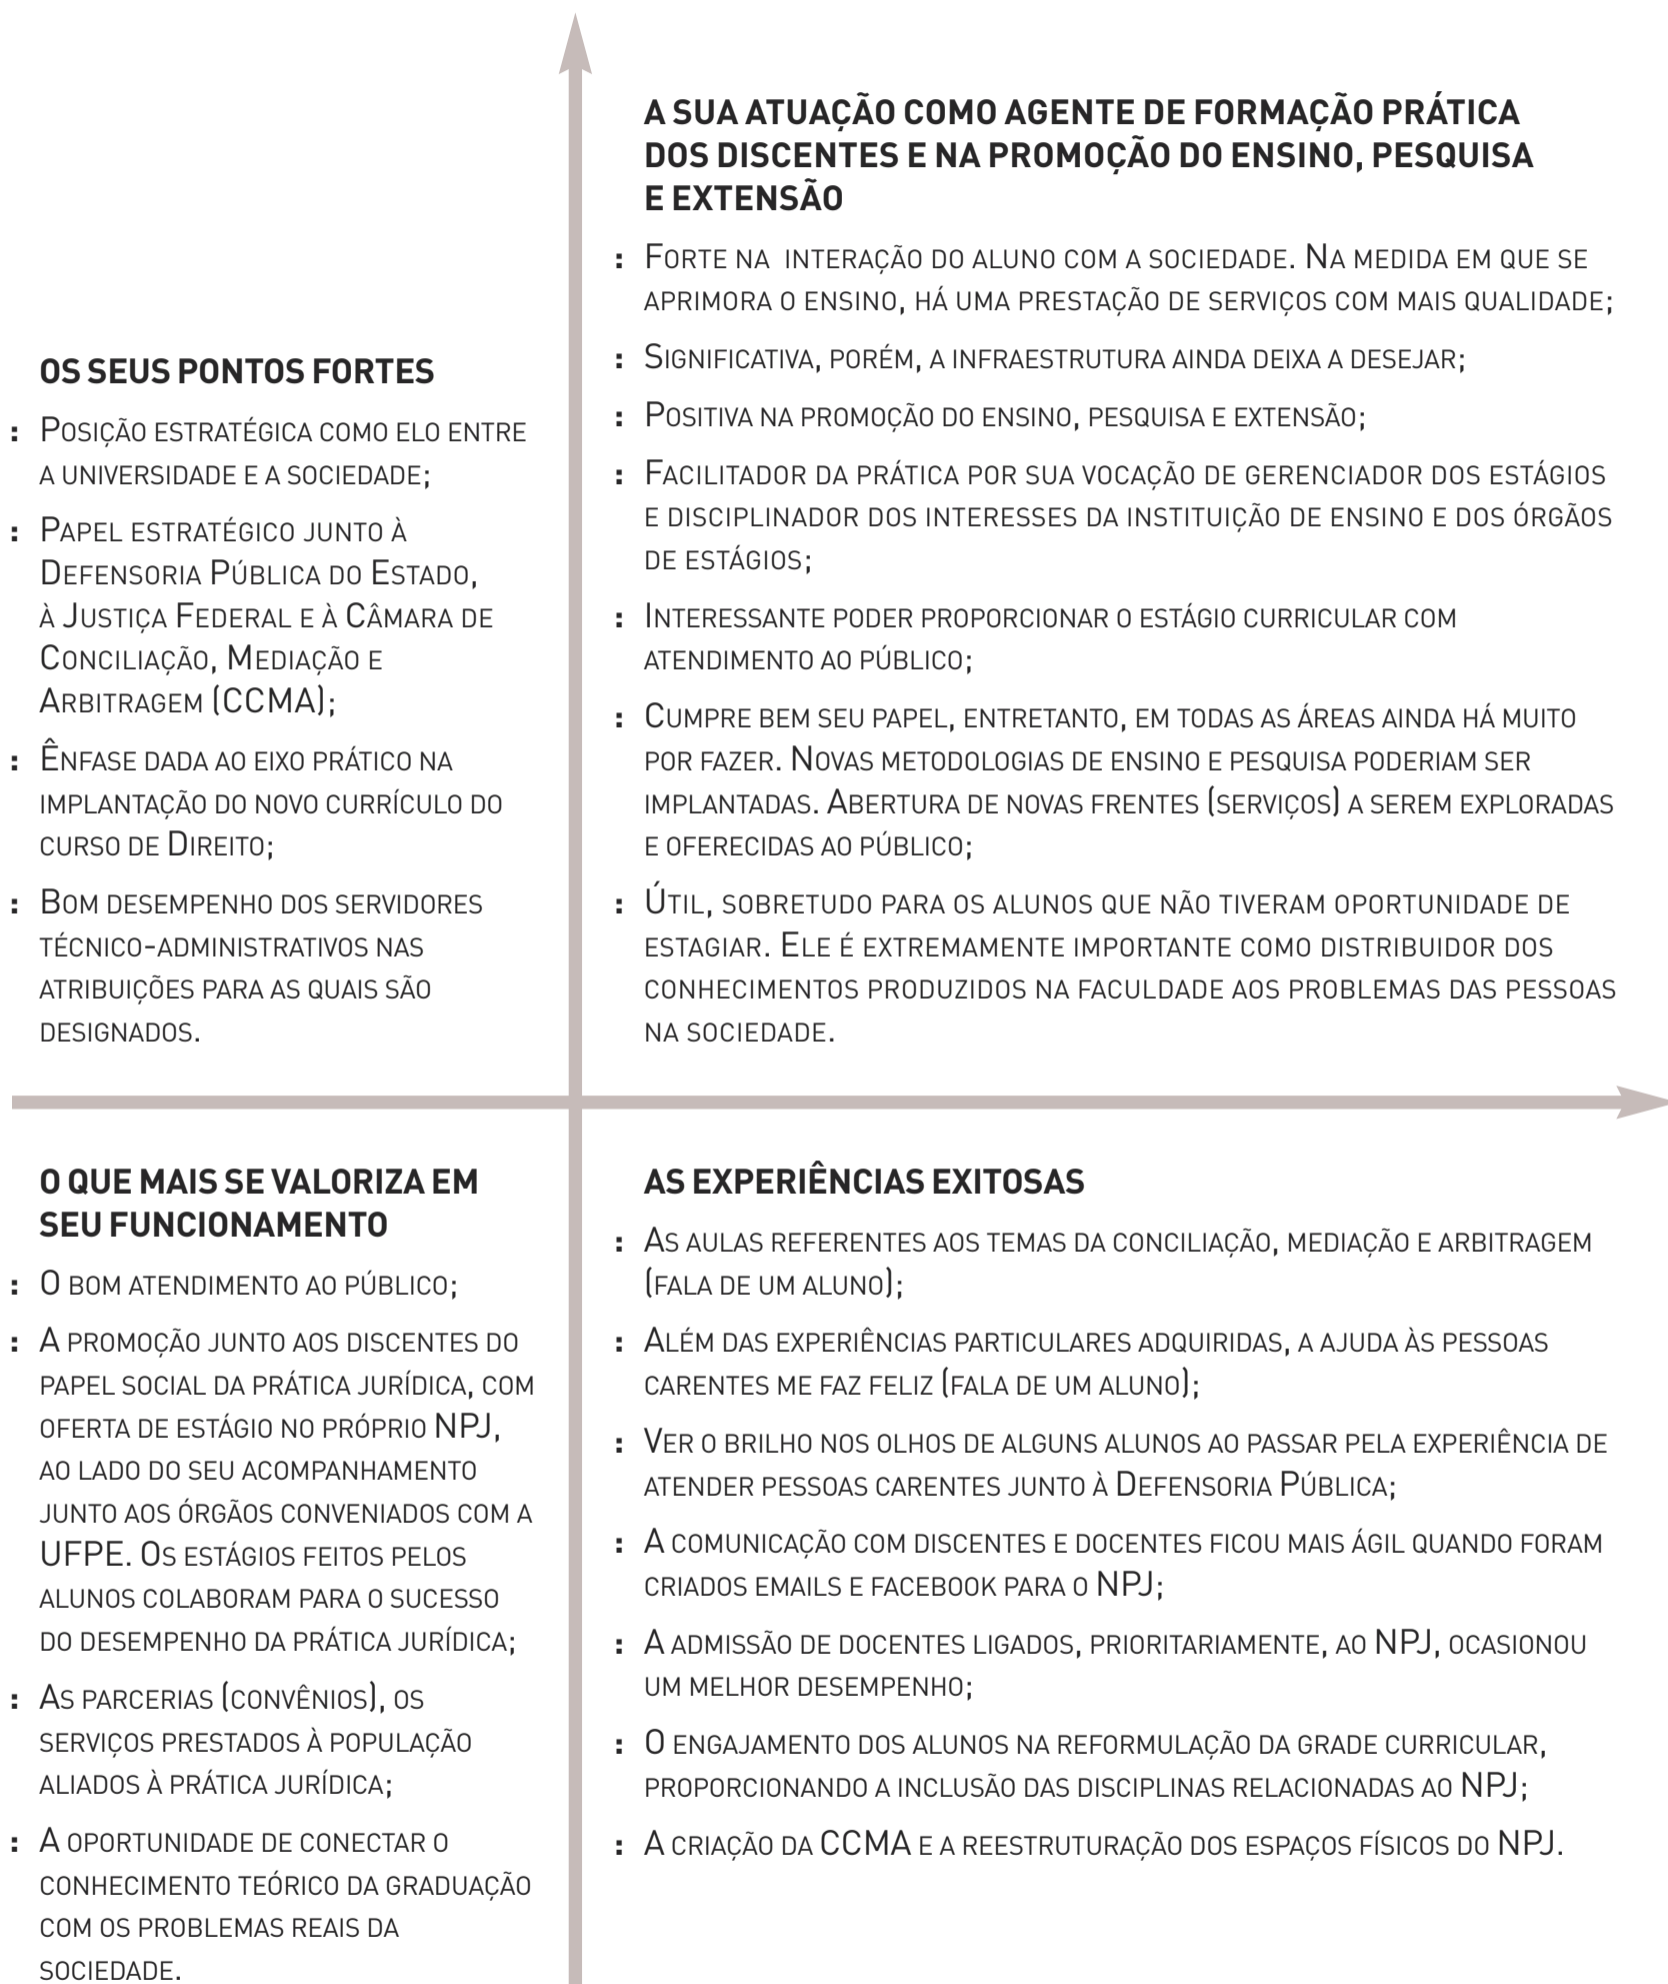 OS SEUS PONTOS FORTES
: Posição estratégica como elo entre
a universidade e a sociedade;
: Papel estratégico junto à
Defensoria Pública do Estado,
à Justiça Federal e à Câmara de
Conciliação, Mediação e
Arbitragem (CCMA);
: Ênfase dada ao eixo prático na
implantação do novo currículo do
curso de Direito;
: Bom desempenho dos servidores
técnico-administrativos nas
atribuições para as quais são
designados.
A SUA ATUAÇÃO COMO AGENTE DE FORMAÇÃO PRÁTICA
DOS DISCENTES E NA PROMOÇÃO DO ENSINO, PESQUISA
E EXTENSÃO
: Forte na interação do aluno com a sociedade. Na medida em que se
aprimora o ensino, há uma prestação de serviços com mais qualidade;
: Significativa, porém, a infraestrutura ainda deixa a desejar;
: Positiva na promoção do ensino, pesquisa e extensão;
: Facilitador da prática por sua vocação de gerenciador dos estágios
e disciplinador dos interesses da instituição de ensino e dos órgãos
de estágios;
: Interessante poder proporcionar o estágio curricular com
atendimento ao público;
: Cumpre bem seu papel, entretanto, em todas as áreas ainda há muito
por fazer. Novas metodologias de ensino e pesquisa poderiam ser
implantadas. Abertura de novas frentes (serviços) a serem exploradas
e oferecidas ao público;
: Útil, sobretudo para os alunos que não tiveram oportunidade de
estagiar. Ele é extremamente importante como distribuidor dos
conhecimentos produzidos na faculdade aos problemas das pessoas
na sociedade.
O QUE MAIS SE VALORIZA EM
SEU FUNCIONAMENTO
: O bom atendimento ao público;
: A promoção junto aos discentes do
papel social da prática jurídica, com
oferta de estágio no próprio NPJ,
ao lado do seu acompanhamento
junto aos órgãos conveniados com a
UFPE. Os estágios feitos pelos
alunos colaboram para o sucesso
do desempenho da prática jurídica;
: As parcerias (convênios), os
serviços prestados à população
aliados à prática jurídica;
: A oportunidade de conectar o
conhecimento teórico da graduação
com os problemas reais da
sociedade.
AS EXPERIÊNCIAS EXITOSAS
: As aulas referentes aos temas da conciliação, mediação e arbitragem
(fala de um aluno);
: Além das experiências particulares adquiridas, a ajuda às pessoas
carentes me faz feliz (fala de um aluno);
: Ver o brilho nos olhos de alguns alunos ao passar pela experiência de
atender pessoas carentes junto à Defensoria Pública;
: A comunicação com discentes e docentes ficou mais ágil quando foram
criados emails e facebook para o NPJ;
: A admissão de docentes ligados, prioritariamente, ao NPJ, ocasionou
um melhor desempenho;
: O engajamento dos alunos na reformulação da grade curricular,
proporcionando a inclusão das disciplinas relacionadas ao NPJ;
: A criação da CCMA e a reestruturação dos espaços físicos do NPJ.